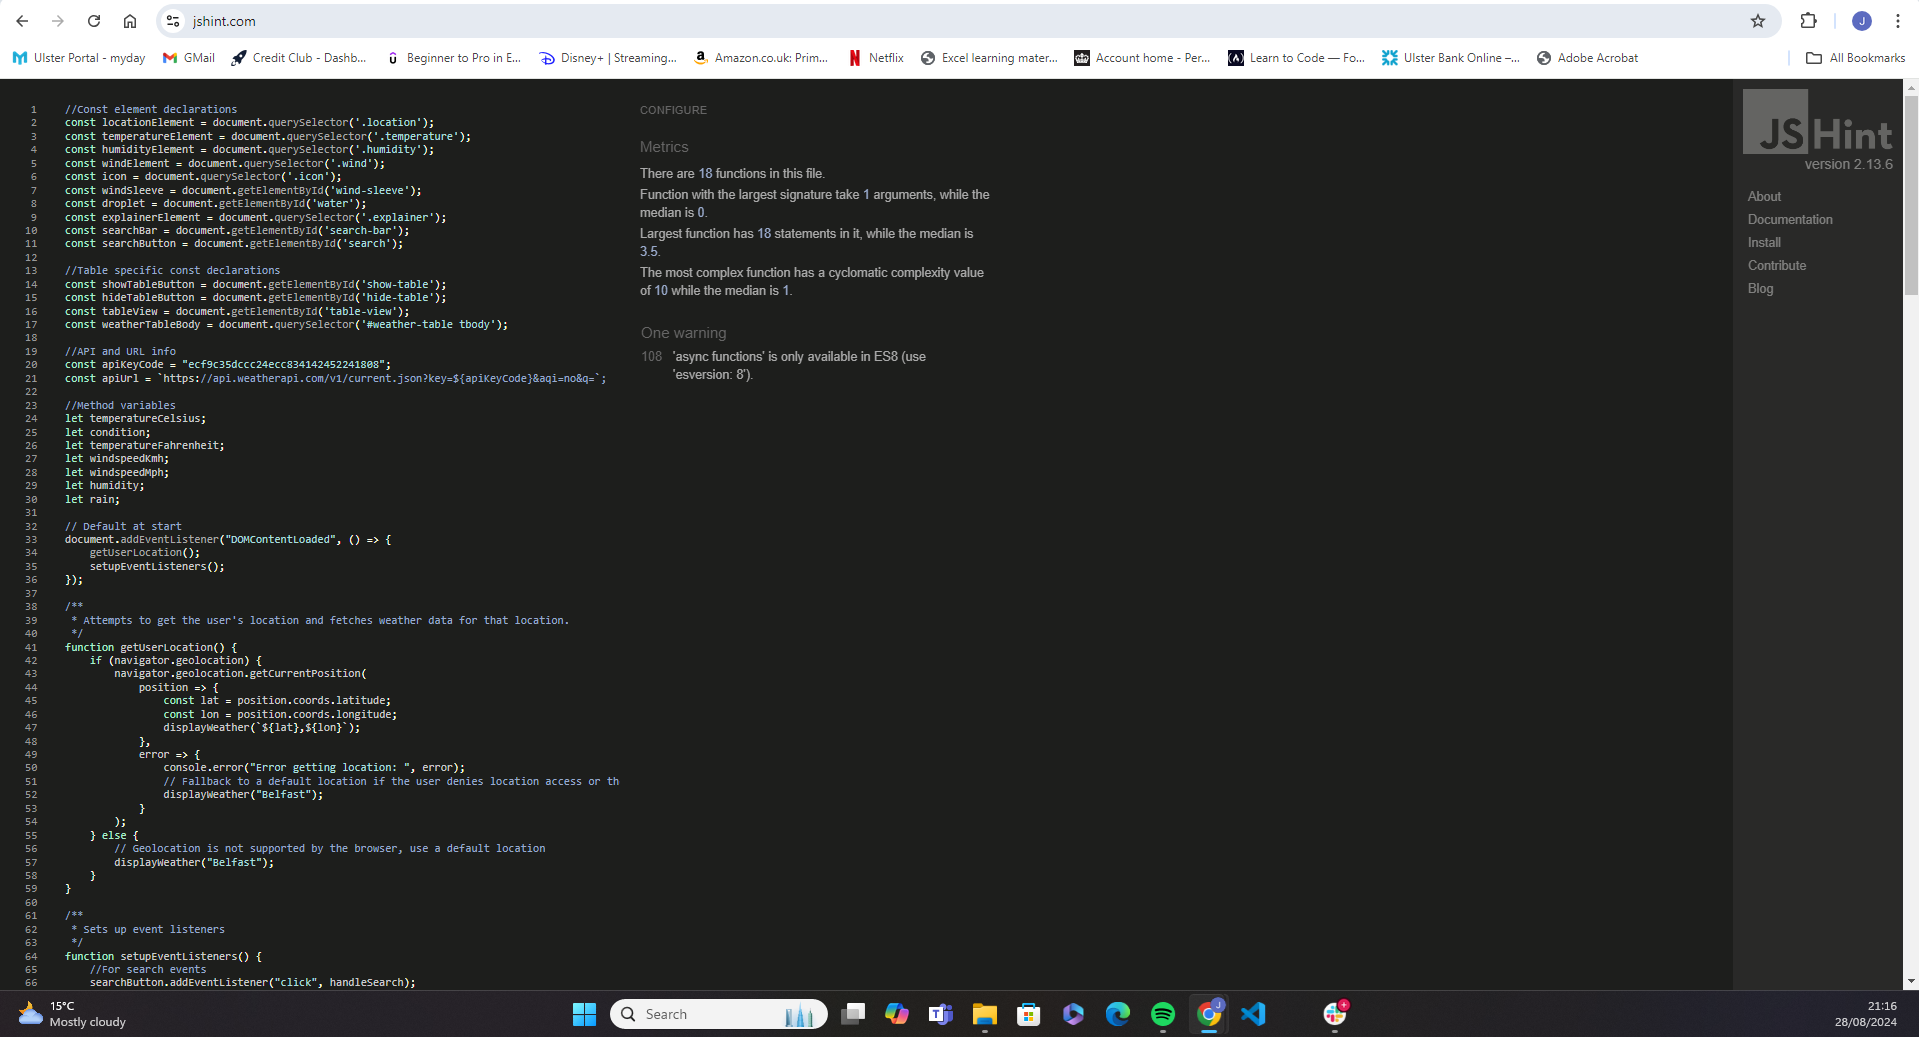 jshint.com
J
Ulster Portal - myday
GMail
Credit Club - Dashb...
Beginner to Pro in E...
Disney+ | Streaming...
Amazon.co.uk: Prim...
Netflix
Excel learning mater...
Account home - Per...
Learn to Code — Fo...
Ulster Bank Online –...
Adobe Acrobat
All Bookmarks
1 //Const element declarations
2 const locationElement = document.querySelector('.location');
3 const temperatureElement = document.querySelector('.temperature');
4 const humidityElement = document.querySelector('.humidity');
5 const windElement = document.querySelector('.wind');
6 const icon = document.querySelector('.icon');
7 const windSleeve = document.getElementById('wind-sleeve');
8 const droplet = document.getElementById('water');
9 const explainerElement = document.querySelector('.explainer');
10 const searchBar = document.getElementById('search-bar');
11 const searchButton = document.getElementById('search');
12
13 //Table specific const declarations
14 const showTableButton = document.getElementById('show-table');
15 const hideTableButton = document.getElementById('hide-table');
16 const tableView = document.getElementById('table-view');
17 const weatherTableBody = document.querySelector('#weather-table tbody');
18
19 //API and URL info
20 const apiKeyCode = "ecf9c35dccc24ecc834142452241808";
21 const apiUrl = `https://api.weatherapi.com/v1/current.json?key=${apiKeyCode}&aqi=no&q=`;
22
23 //Method variables
24 let temperatureCelsius;
25 let condition;
26 let temperatureFahrenheit;
27 let windspeedKmh;
28 let windspeedMph;
29 let humidity;
30 let rain;
31
32 // Default at start
33 document.addEventListener("DOMContentLoaded", () => {
34 getUserLocation();
35 setupEventListeners();
36 });
37
38 /**
39 * Attempts to get the user's location and fetches weather data for that location.
40 */
41 function getUserLocation() {
42 if (navigator.geolocation) {
43 navigator.geolocation.getCurrentPosition(
44 position => {
45 const lat = position.coords.latitude;
46 const lon = position.coords.longitude;
47 displayWeather(`${lat},${lon}`);
48 },
49 error => {
50 console.error("Error getting location: ", error);
51 // Fallback to a default location if the user denies location access or th
52 displayWeather("Belfast");
53 }
54 );
55 } else {
56 // Geolocation is not supported by the browser, use a default location
57 displayWeather("Belfast");
58 }
59 }
60
61 /**
62 * Sets up event listeners
63 */
64 function setupEventListeners() {
65 //For search events
66 searchButton.addEventListener("click", handleSearch);
CONFIGURE
Metrics
There are 18 functions in this file.
Function with the largest signature take 1 arguments, while the
median is 0.
Largest function has 18 statements in it, while the median is
3.5.
The most complex function has a cyclomatic complexity value
of 10 while the median is 1.
One warning
108 'async functions' is only available in ES8 (use
'esversion: 8').
JSHint
version 2.13.6
About
Documentation
Install
Contribute
Blog
15°C
Mostly cloudy
Search
21:16
28/08/2024